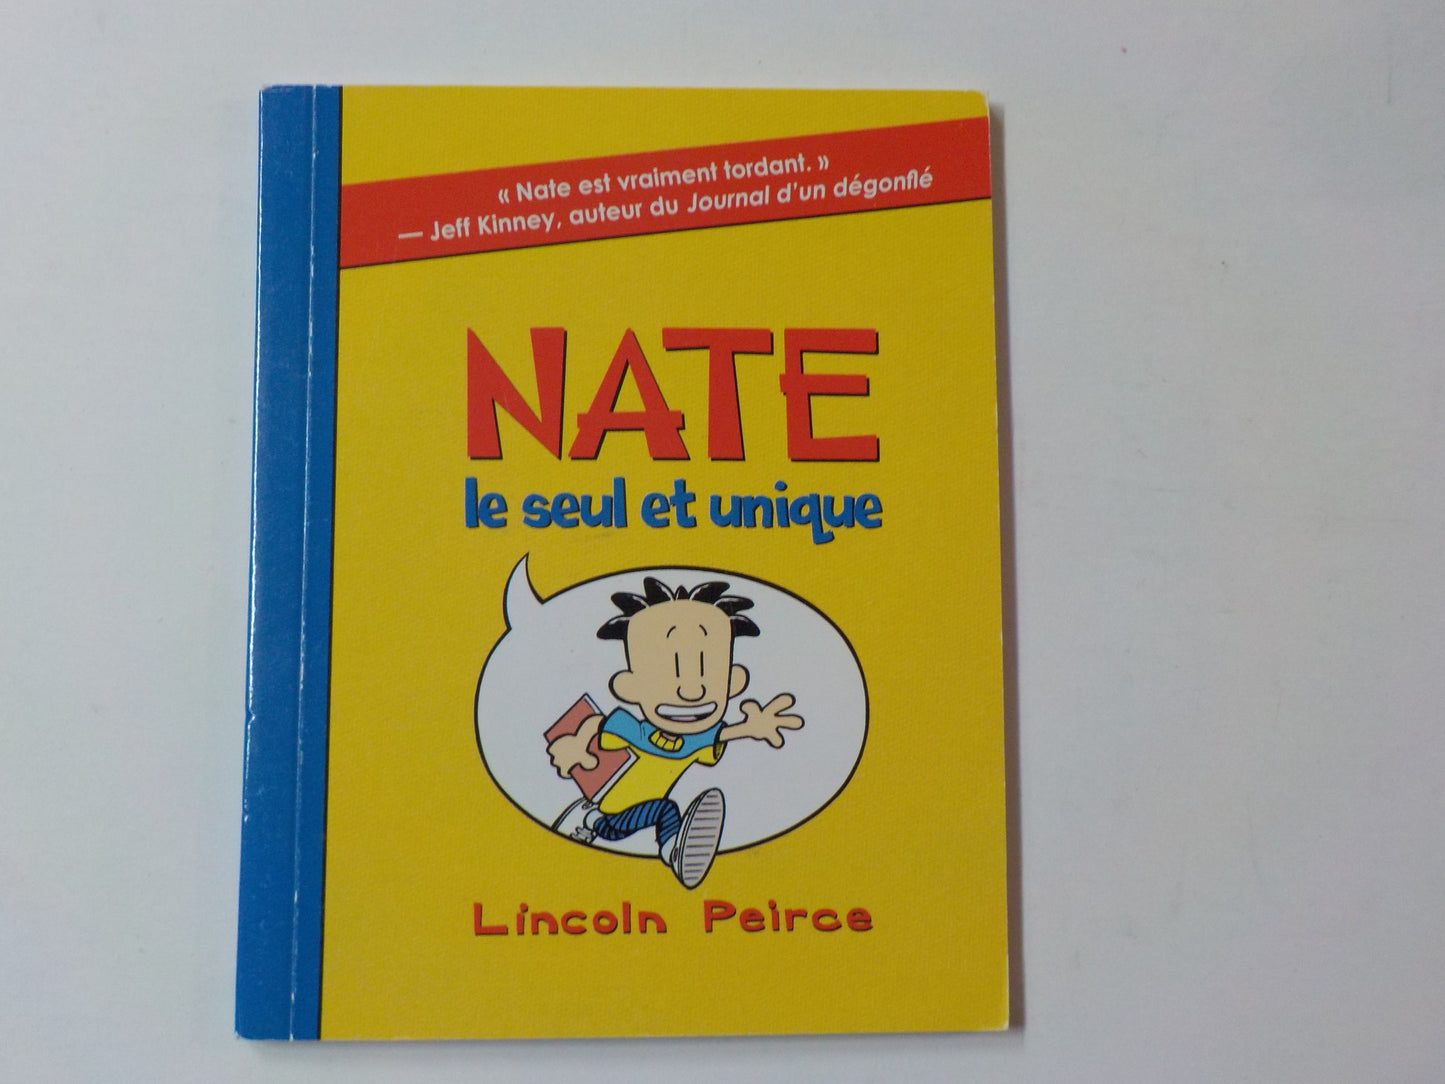 « Nate est vraiment tordant. »
— Jeff Kinney, auteur du Journal d'un dégonflé
NATE
le seul et unique
Lincoln Peirce